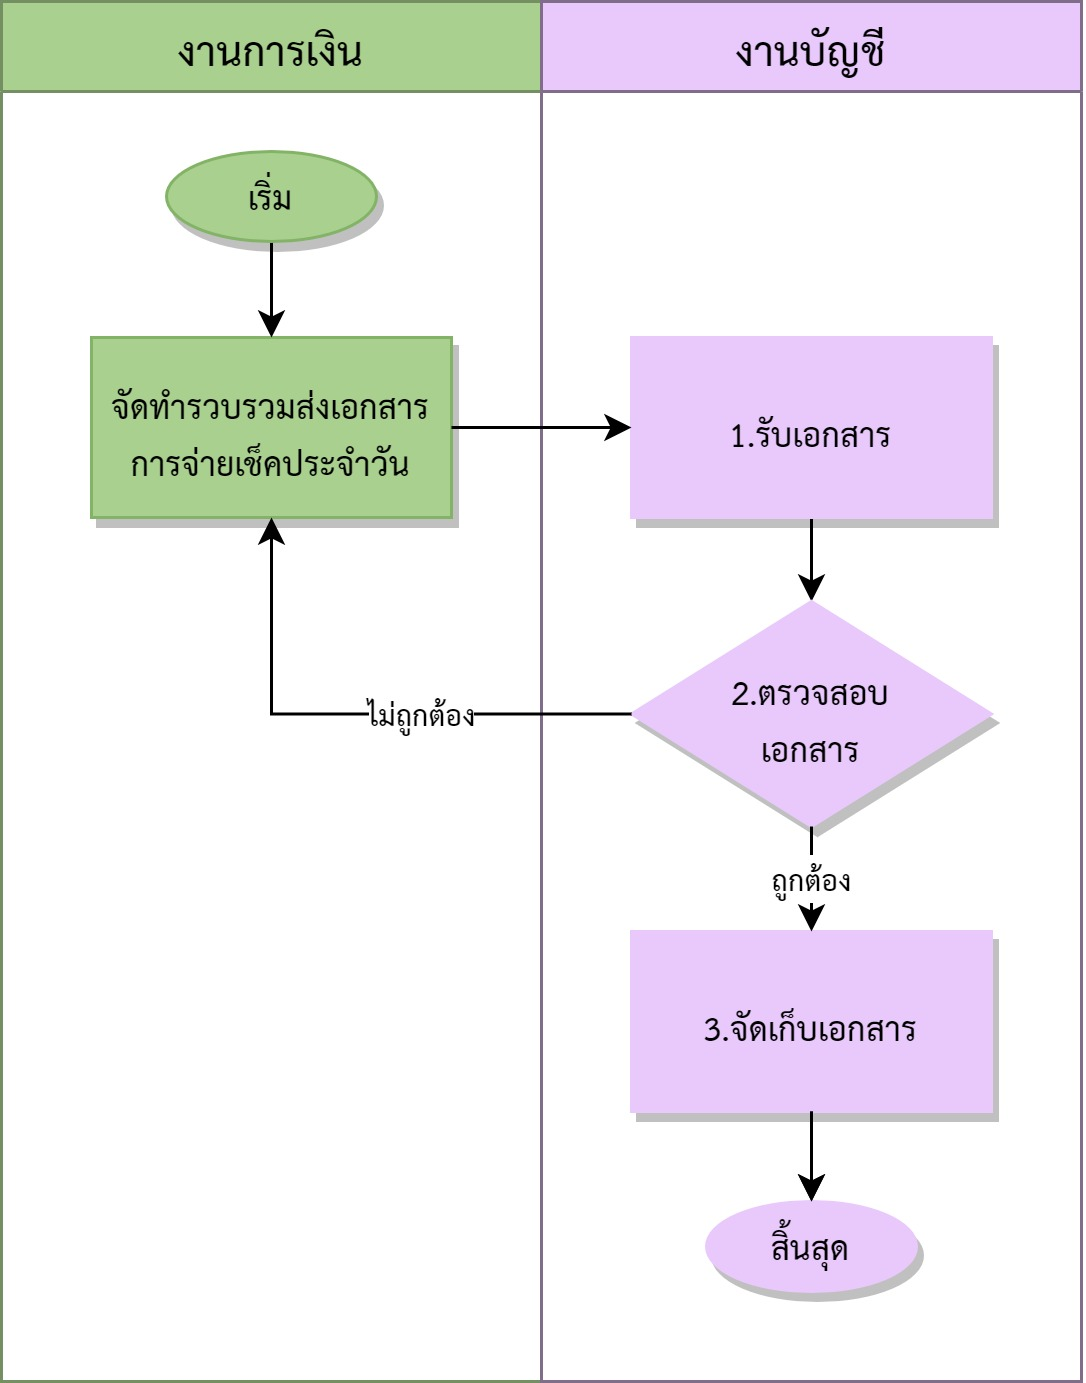 งานการเงิน
งานบัญชี
เริ่ม
จัดทำรวบรวมส่งเอกสาร
การจ่ายเช็คประจำวัน
1.รับเอกสาร
2.ตรวจสอบ
เอกสาร
ไม่ถูกต้อง
ถูกต้อง
3.จัดเก็บเอกสาร
สิ้นสุด